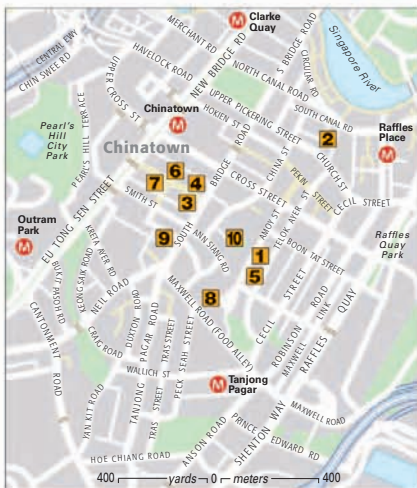 Clarke
Quay
MERCHANT RD
CENTRAL EWY
CHIN SWEE RD
HAVELOCK ROAD
NEW BRIDGE RD
S BRIDGE ROAD
NORTH CANAL ROAD
CIRCULAR RD
Singapore River
UPPER CROSS ST
UPPER PICKERING STREET
SOUTH CANAL RD
HOKIEN ST
Chinatown
Chinatown
Pearl's
Hill
City
Park
PEARL'S HILL TERRACE
BRIDGE ROAD
CHINA ST
2
CHURCH ST
Raffles
Place
PEKIN STREET
CROSS STREET
CECIL STREET
6
7
4
3
SMITH ST
EU TONG SEN STREET
Outram
Park
9
SOUTH
ANN SIANG RD
10
AMOY ST
TELOK AYER ST
1
BOON TAT STREET
5
Raffles
Quay
Park
KRETA AYER RD
KEONG SAIK ROAD
BUKIT PASOH RD
NEIL ROAD
8
MAXWELL ROAD (FOOD ALLEY)
CECIL STREET
ROBINSON ROAD
MAXWELL LINK
RAFFLES QUAY
CANTONMENT ROAD
CRAIG ROAD
DUXTON ROAD
TANJONG PAGAR ROAD
TRAS STREET
PECK SEAH STREET
WALLICH ST
Tanjong
Pagar
YAN KIT ROAD
TRAS STREET
ANSON ROAD
PRINCE EDWARD RD
SHENTON WAY
MAXWELL ROAD
HOE CHIANG ROAD
400 yards 0 meters 400